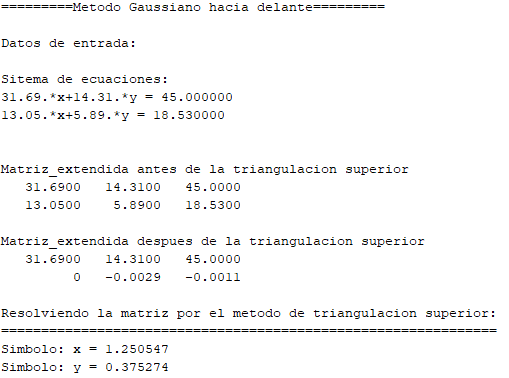 =========Metodo Gaussiano hacia delante=========
Datos de entrada:
Sitema de ecuaciones:
31.69.*x+14.31.*y = 45.000000
13.05.*x+5.89.*y = 18.530000
Matriz_extendida antes de la triangulacion superior
31.6900 14.3100 45.0000
13.0500 5.8900 18.5300
Matriz_extendida despues de la triangulacion superior
31.6900 14.3100 45.0000
0 -0.0029 -0.0011
Resolviendo la matriz por el metodo de triangulacion superior:
==============================================================
Simbolo: x = 1.250547
Simbolo: y = 0.375274